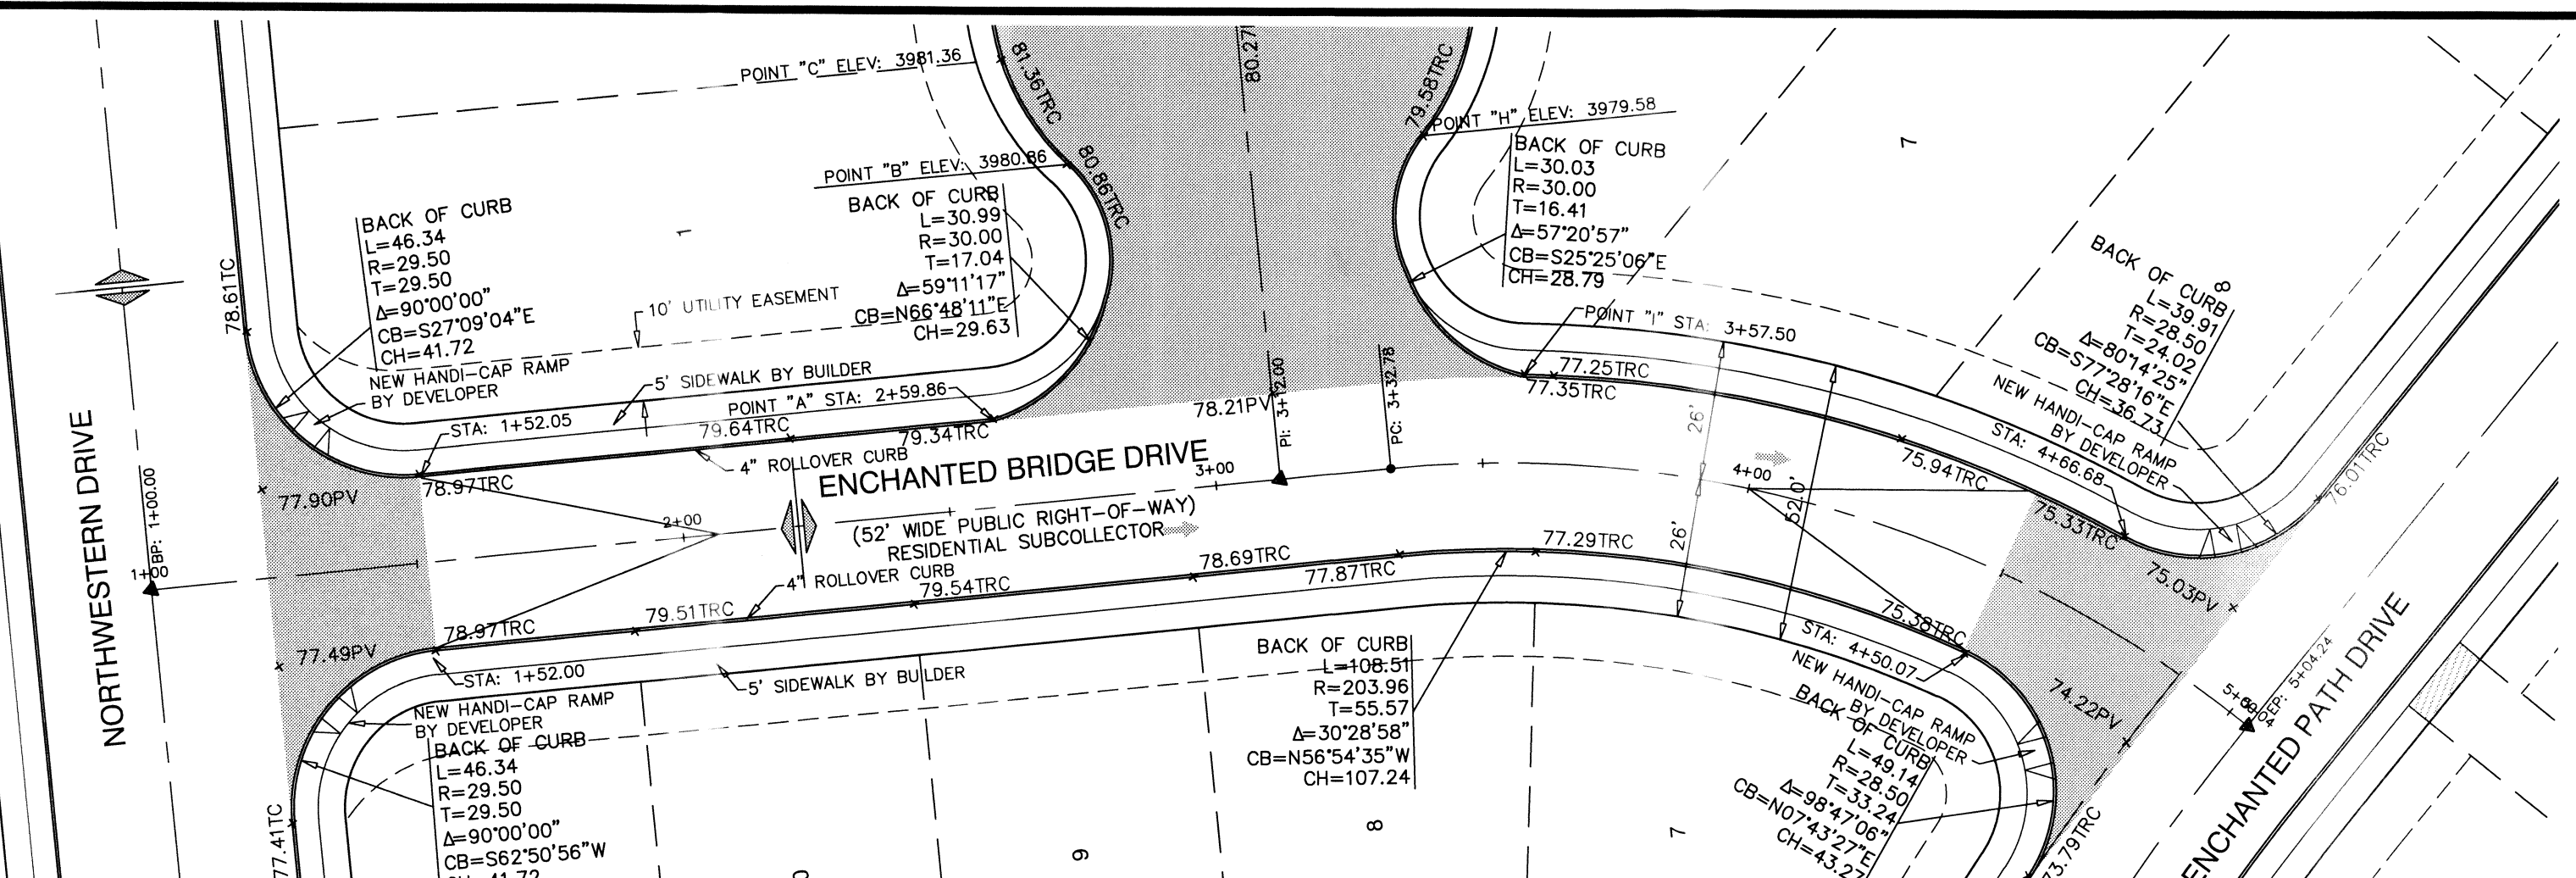 POINT "C" ELEV: 3981.36
81.36TRC
80.27
79.58TRC
POINT "H" ELEV: 3979.58
POINT "B" ELEV: 3980.86
80.86TRC
BACK OF CURB
L=46.34
R=29.50
T=29.50
Δ=90°00'00"
CB=S27°09'04"E
CH=41.72
BACK OF CURB
L=30.99
R=30.00
T=17.04
Δ=59°11'17"
CB=N66°48'11"E
CH=29.63
BACK OF CURB
L=30.03
R=30.00
T=16.41
Δ=57°20'57"
CB=S25°25'06"E
CH=28.79
BACK OF CURB
L=39.91
R=28.50
T=24.02
Δ=80°14'25"
CB=S77°28'16"E
CH=36.73
1
7
8
78.61TC
10' UTILITY EASEMENT
NEW HANDI-CAP RAMP
BY DEVELOPER
5' SIDEWALK BY BUILDER
POINT "A" STA: 2+59.86
STA: 1+52.05
79.64TRC
79.34TRC
4" ROLLOVER CURB
78.97TRC
77.90PV
78.21PV
PI: 3+12.00
PC: 3+32.78
POINT "I" STA: 3+57.50
77.25TRC
77.35TRC
26'
26'
52.0'
NEW HANDI-CAP RAMP
BY DEVELOPER
STA: 4+66.68
75.94TRC
75.33TRC
76.01TRC
75.03PV
NORTHWESTERN DRIVE
BP: 1+00.00
1+00
2+00
3+00
4+00
ENCHANTED BRIDGE DRIVE
(52' WIDE PUBLIC RIGHT-OF-WAY)
RESIDENTIAL SUBCOLLECTOR
4" ROLLOVER CURB
77.49PV
78.97TRC
79.51TRC
79.54TRC
78.69TRC
77.87TRC
77.29TRC
75.38TRC
STA: 1+52.00
5' SIDEWALK BY BUILDER
STA: 4+50.07
NEW HANDI-CAP RAMP
BY DEVELOPER
NEW HANDI-CAP RAMP
BY DEVELOPER
74.22PV
5+00
EP: 5+04.24
ENCHANTED PATH DRIVE
77.41TC
BACK OF CURB
L=46.34
R=29.50
T=29.50
Δ=90°00'00"
CB=S62°50'56"W
BACK OF CURB
L=108.51
R=203.96
T=55.57
Δ=30°28'58"
CB=N56°54'35"W
CH=107.24
BACK OF CURB
L=49.14
R=28.50
T=33.24
Δ=98°47'06"
CB=N07°43'27"E
CH=43.27
9
8
7
73.79TRC